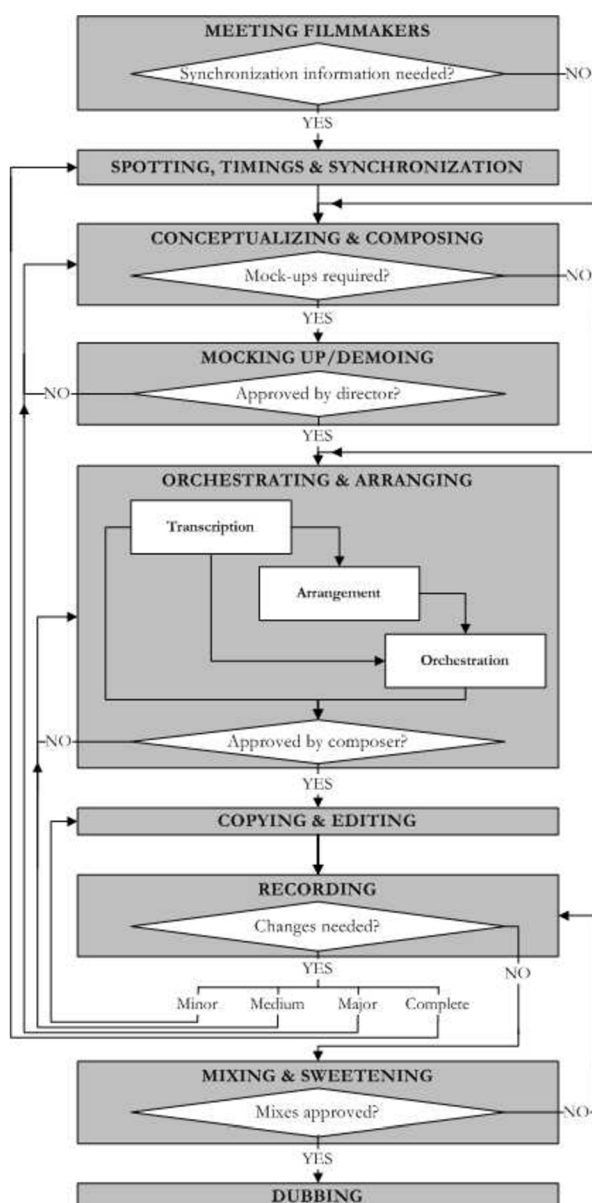 MEETING FILMMAKERS
Synchronization information needed?
NO
YES
SPOTTING, TIMINGS & SYNCHRONIZATION
CONCEPTUALIZING & COMPOSING
Mock-ups required?
NO
YES
MOCKING UP/DEMOING
NO
Approved by director?
YES
ORCHESTRATING & ARRANGING
Transcription
Arrangement
Orchestration
NO
Approved by composer?
YES
COPYING & EDITING
RECORDING
Changes needed?
NO
YES
Minor Medium Major Complete
MIXING & SWEETENING
Mixes approved?
NO
YES
DUBBING